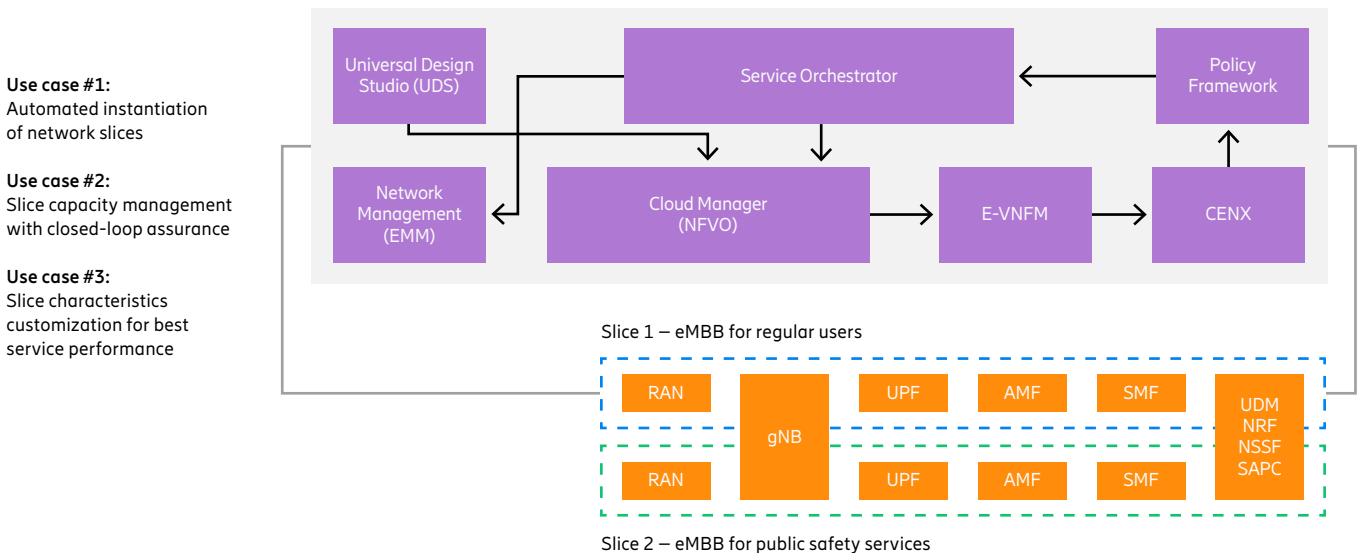 Use case #1:
Automated instantiation
of network slices
Use case #2:
Slice capacity management
with closed-loop assurance
Use case #3:
Slice characteristics
customization for best
service performance
Universal Design
Studio (UDS)
Service Orchestrator
Policy
Framework
Network
Management
(EMM)
Cloud Manager
(NFVO)
E-VNFM
CENX
Slice 1 – eMBB for regular users
RAN
gNB
UPF
AMF
SMF
UDM
NRF
NSSF
SAPC
RAN
UPF
AMF
SMF
Slice 2 – eMBB for public safety services